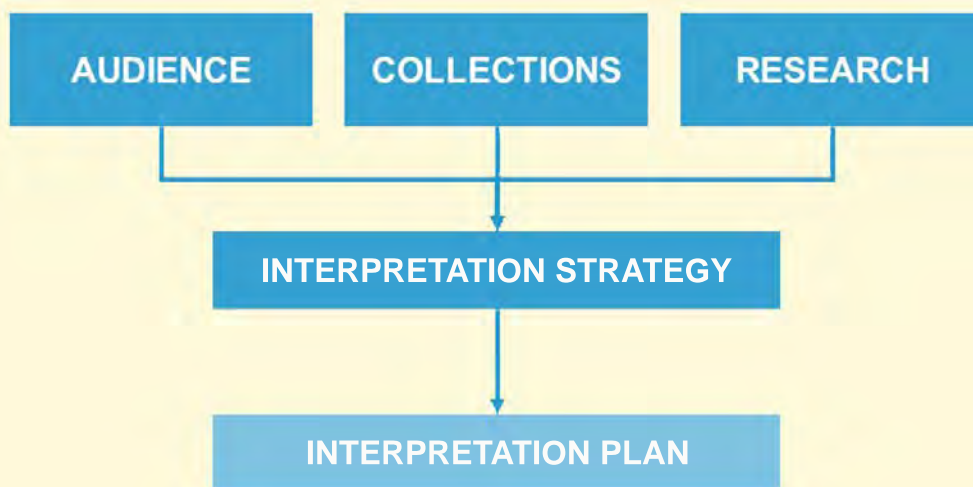 AUDIENCE
COLLECTIONS
RESEARCH
INTERPRETATION STRATEGY
INTERPRETATION PLAN